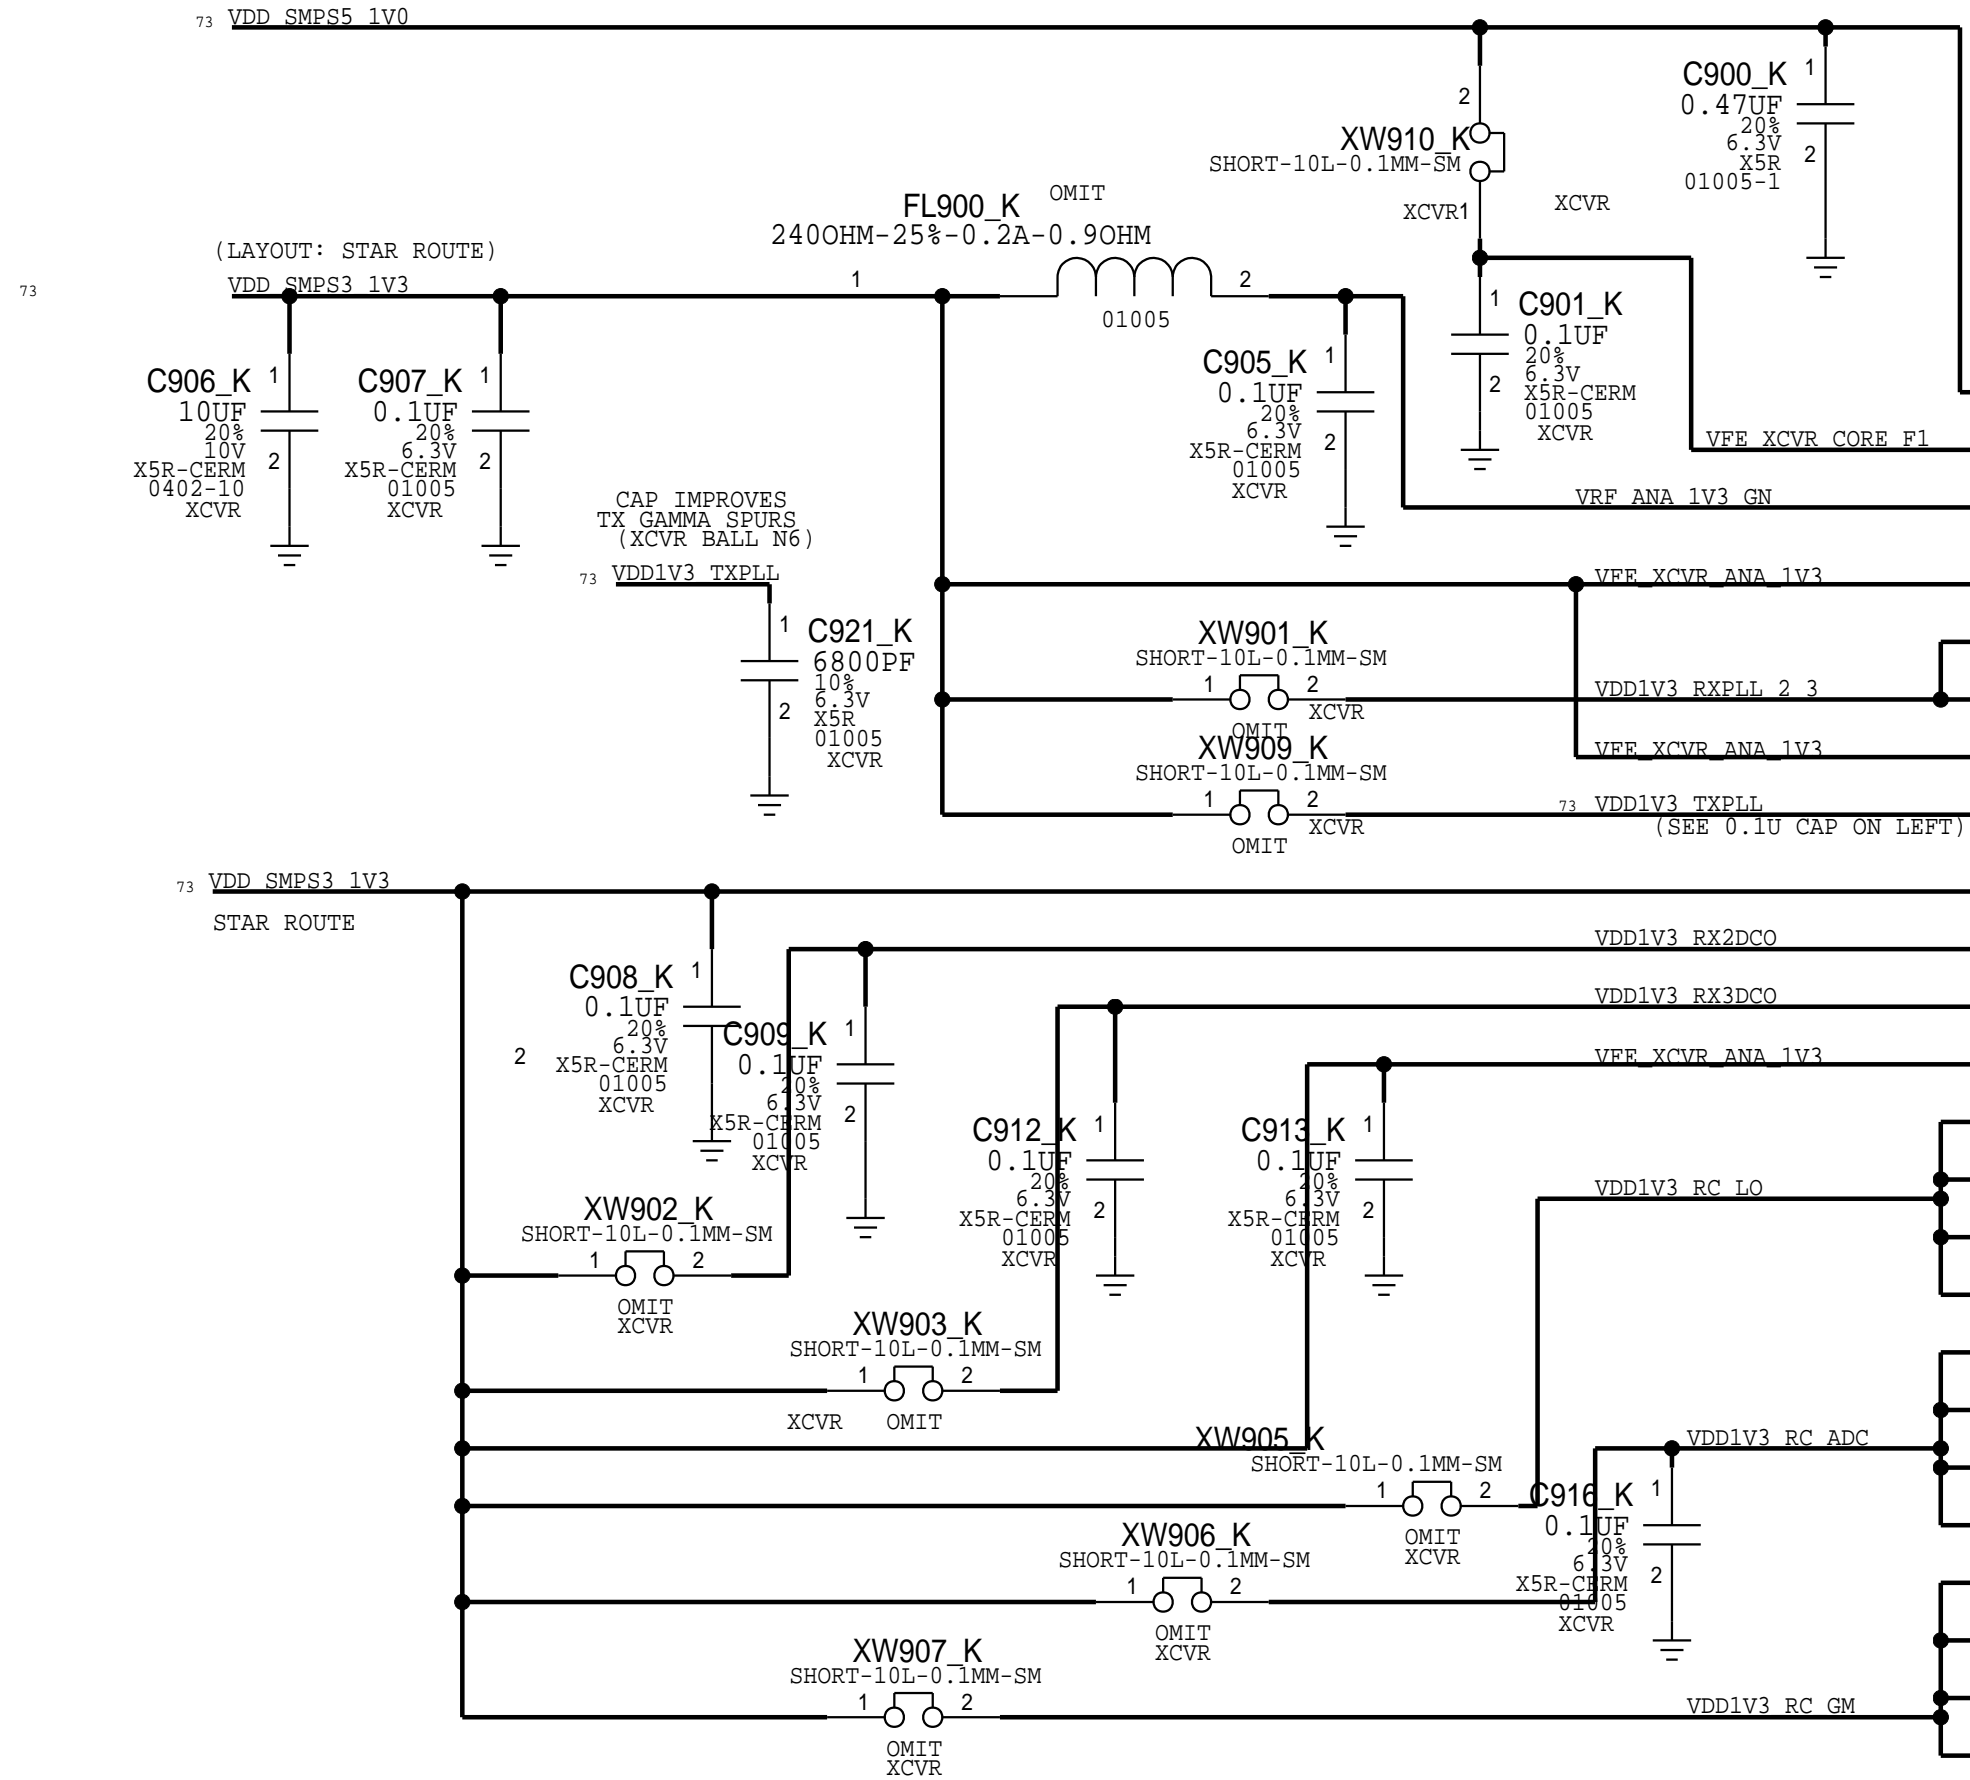 73 VDD_SMPS5_1V0
C900_K
1
0.47UF
20%
6.3V
X5R
01005-1
2
2
XW910_K
SHORT-10L-0.1MM-SM
XCVR
1
XCVR
OMIT
FL900_K
240OHM-25%-0.2A-0.9OHM
1
2
01005
(LAYOUT: STAR ROUTE)
73
VDD_SMPS3_1V3
C901_K
1
0.1UF
20%
6.3V
2
X5R-CERM
01005
XCVR
C905_K
1
0.1UF
20%
6.3V
2
X5R-CERM
01005
XCVR
C906_K
1
10UF
20%
10V
2
X5R-CERM
0402-10
XCVR
C907_K
1
0.1UF
20%
6.3V
2
X5R-CERM
01005
XCVR
VFE_XCVR_CORE_F1
VRF_ANA_1V3_GN
CAP IMPROVES
TX GAMMA SPURS
(XCVR BALL N6)
73 VDD1V3_TXPLL
VFE_XCVR_ANA_1V3
1
C921_K
6800PF
10%
6.3V
2
X5R
01005
XCVR
XW901_K
SHORT-10L-0.1MM-SM
1
2
XCVR
OMIT
VDD1V3_RXPLL_2_3
XW909_K
SHORT-10L-0.1MM-SM
1
2
XCVR
OMIT
VFE_XCVR_ANA_1V3
73 VDD1V3_TXPLL
(SEE 0.1U CAP ON LEFT)
73 VDD_SMPS3_1V3
STAR ROUTE
VDD1V3_RX2DCO
C908_K
1
0.1UF
20%
6.3V
2
X5R-CERM
01005
XCVR
VDD1V3_RX3DCO
C909_K
1
0.1UF
20%
6.3V
2
X5R-CERM
01005
XCVR
VFE_XCVR_ANA_1V3
C912_K
1
0.1UF
20%
6.3V
2
X5R-CERM
01005
XCVR
C913_K
1
0.1UF
20%
6.3V
2
X5R-CERM
01005
XCVR
VDD1V3_RC_LO
XW902_K
SHORT-10L-0.1MM-SM
1
2
OMIT
XCVR
XW903_K
SHORT-10L-0.1MM-SM
1
2
XCVR
OMIT
XW905_K
SHORT-10L-0.1MM-SM
1
2
OMIT
XCVR
VDD1V3_RC_ADC
C916_K
1
0.1UF
20%
6.3V
2
X5R-CERM
01005
XCVR
XW906_K
SHORT-10L-0.1MM-SM
1
2
OMIT
XCVR
XW907_K
SHORT-10L-0.1MM-SM
1
2
OMIT
XCVR
VDD1V3_RC_GM